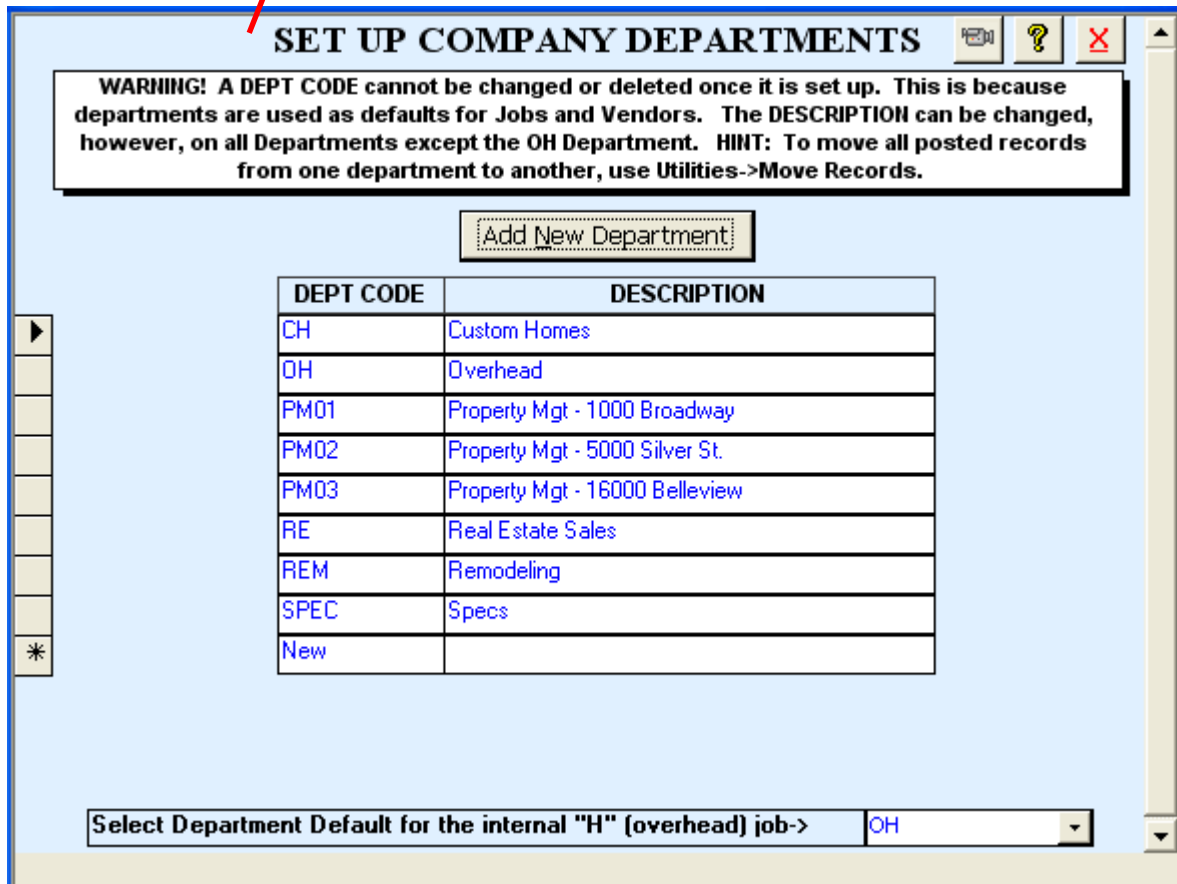 SET UP COMPANY DEPARTMENTS ? X
WARNING! A DEPT CODE cannot be changed or deleted once it is set up. This is because
departments are used as defaults for Jobs and Vendors. The DESCRIPTION can be changed,
however, on all Departments except the OH Department. HINT: To move all posted records
from one department to another, use Utilities->Move Records.
Add New Department
DEPT CODE DESCRIPTION
CH Custom Homes
OH Overhead
PM01 Property Mgt - 1000 Broadway
PM02 Property Mgt - 5000 Silver St.
PM03 Property Mgt - 16000 Belleview
RE Real Estate Sales
REM Remodeling
SPEC Specs
New
Select Department Default for the internal "H" (overhead) job-> OH